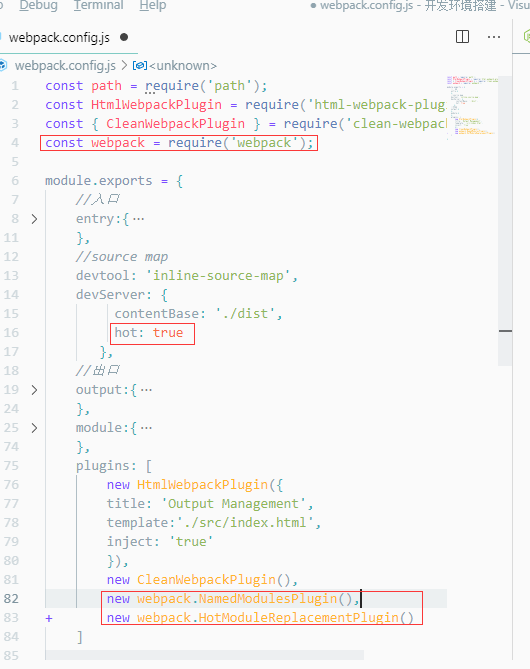 Debug Terminal Help ● webpack.config.js - 开发环境搭建 - Visu
webpack.config.js ●
webpack.config.js > <unknown>
1 const path = require('path');
2 const HtmlWebpackPlugin = require('html-webpack-plug
3 const { CleanWebpackPlugin } = require('clean-webpack
4 const webpack = require('webpack');
5
6 module.exports = {
7 //入口
8 entry:{…
11 },
12 //source map
13 devtool: 'inline-source-map',
14 devServer: {
15 contentBase: './dist',
16 hot: true
17 },
18 //出口
19 output:{…
24 },
25 module:{…
74 },
75 plugins: [
76 new HtmlWebpackPlugin({
77 title: 'Output Management',
78 template:'./src/index.html',
79 inject: 'true'
80 }),
81 new CleanWebpackPlugin(),
82 new webpack.NamedModulesPlugin(),
83 + new webpack.HotModuleReplacementPlugin()
84 ]
85